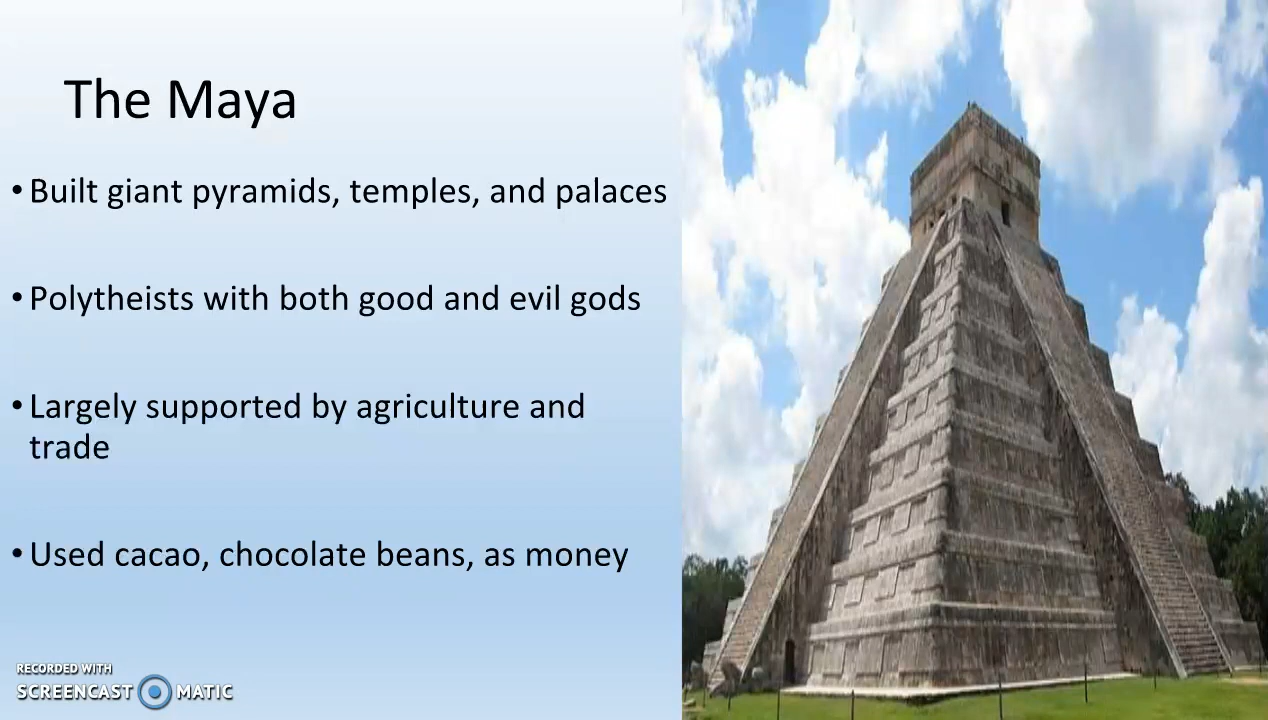 The Maya
• Built giant pyramids, temples, and palaces
• Polytheists with both good and evil gods
• Largely supported by agriculture and
trade
• Used cacao, chocolate beans, as money
RECORDED WITH
SCREENCAST MATIC